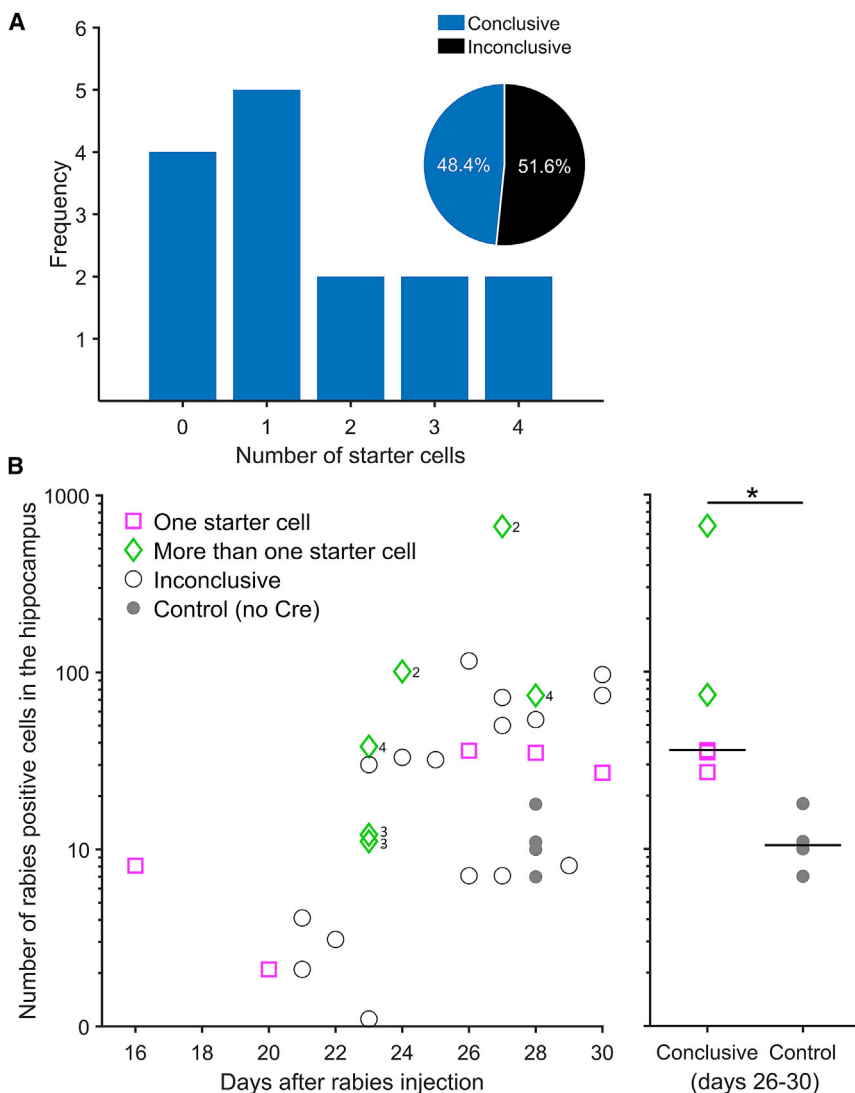 A
Conclusive
Inconclusive
48.4%
51.6%
Frequency
6
5
4
3
2
1
0 1 2 3 4
Number of starter cells
B
Number of rabies positive cells in the hippocampus
1000
100
10
0
One starter cell
More than one starter cell
Inconclusive
Control (no Cre)
2
2
4
4
3
3
*
16 18 20 22 24 26 28 30
Days after rabies injection
Conclusive Control
(days 26-30)